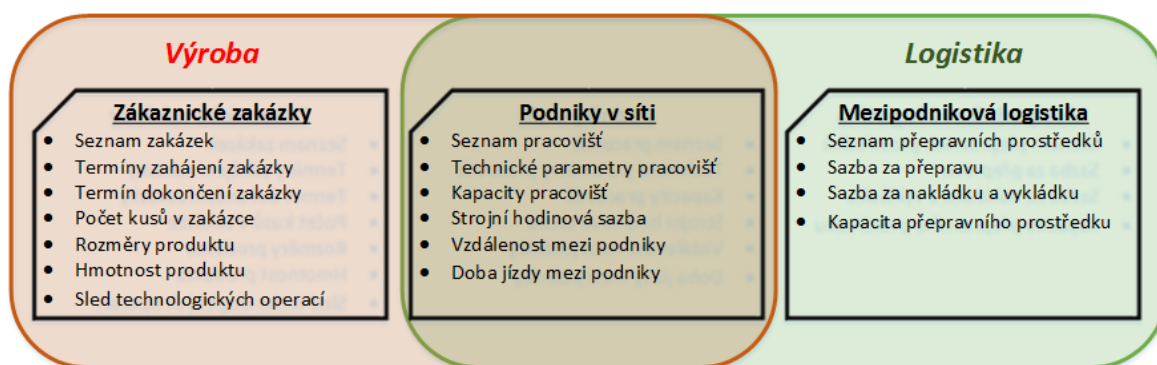 Výroba
Logistika
Zákaznické zakázky
• Seznam zakázek
• Termíny zahájení zakázky
• Termín dokončení zakázky
• Počet kusů v zakázce
• Rozměry produktu
• Hmotnost produktu
• Sled technologických operací
Podniky v síti
• Seznam pracovišť
• Technické parametry pracovišť
• Kapacity pracovišť
• Strojní hodinová sazba
• Vzdálenost mezi podniky
• Doba jízdy mezi podniky
Mezipodniková logistika
• Seznam přepravních prostředků
• Sazba za přepravu
• Sazba za nakládku a vykládku
• Kapacita přepravního prostředku